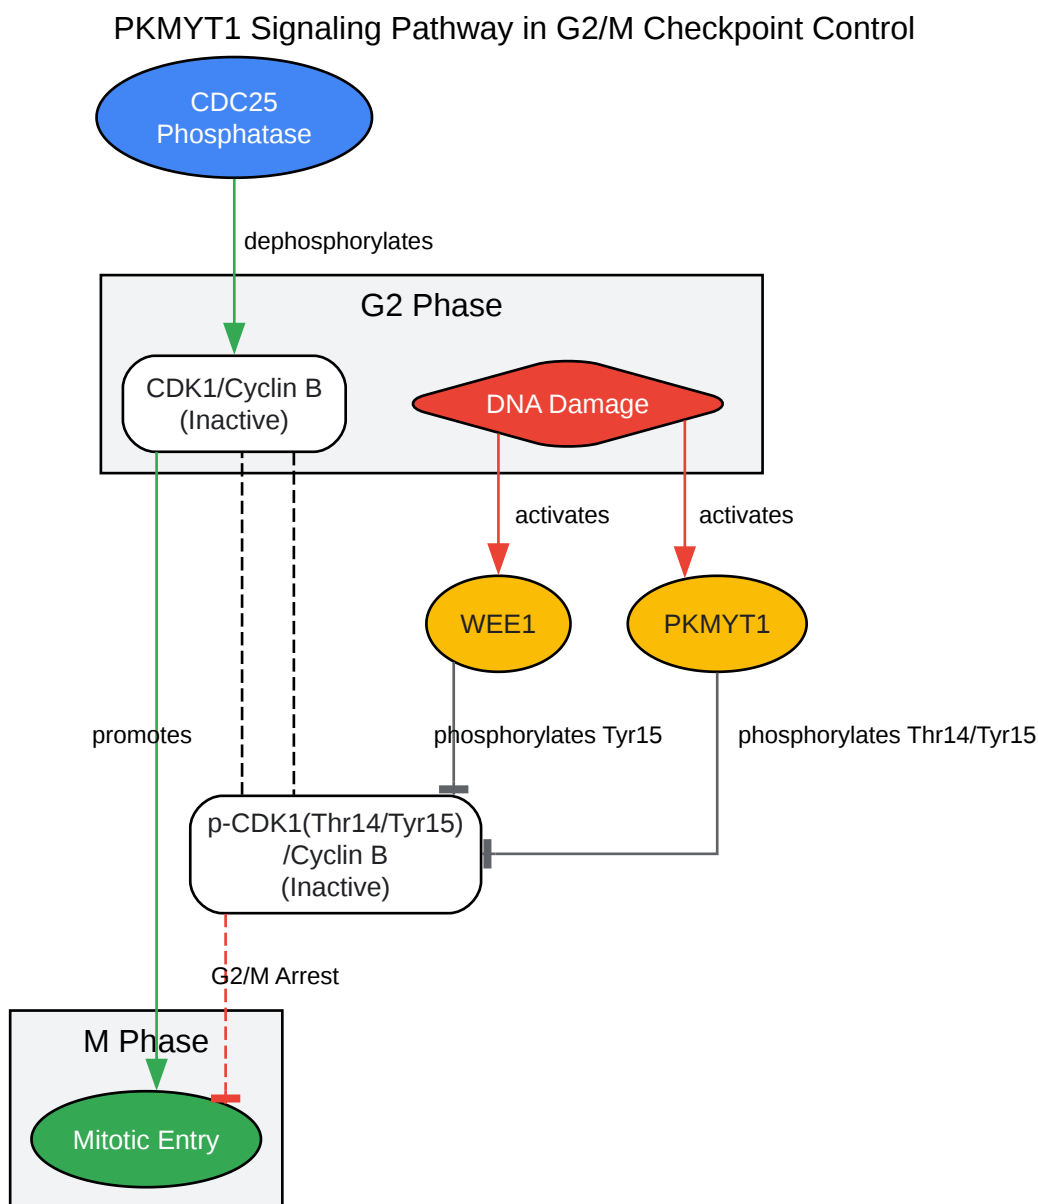 PKMYT1 Signaling Pathway in G2/M Checkpoint Control
CDC25
Phosphatase
dephosphorylates
G2 Phase
CDK1/Cyclin B
(Inactive)
DNA Damage
activates
activates
WEE1
PKMYT1
promotes
phosphorylates Tyr15
phosphorylates Thr14/Tyr15
p-CDK1(Thr14/Tyr15)
/Cyclin B
(Inactive)
G2/M Arrest
M Phase
Mitotic Entry